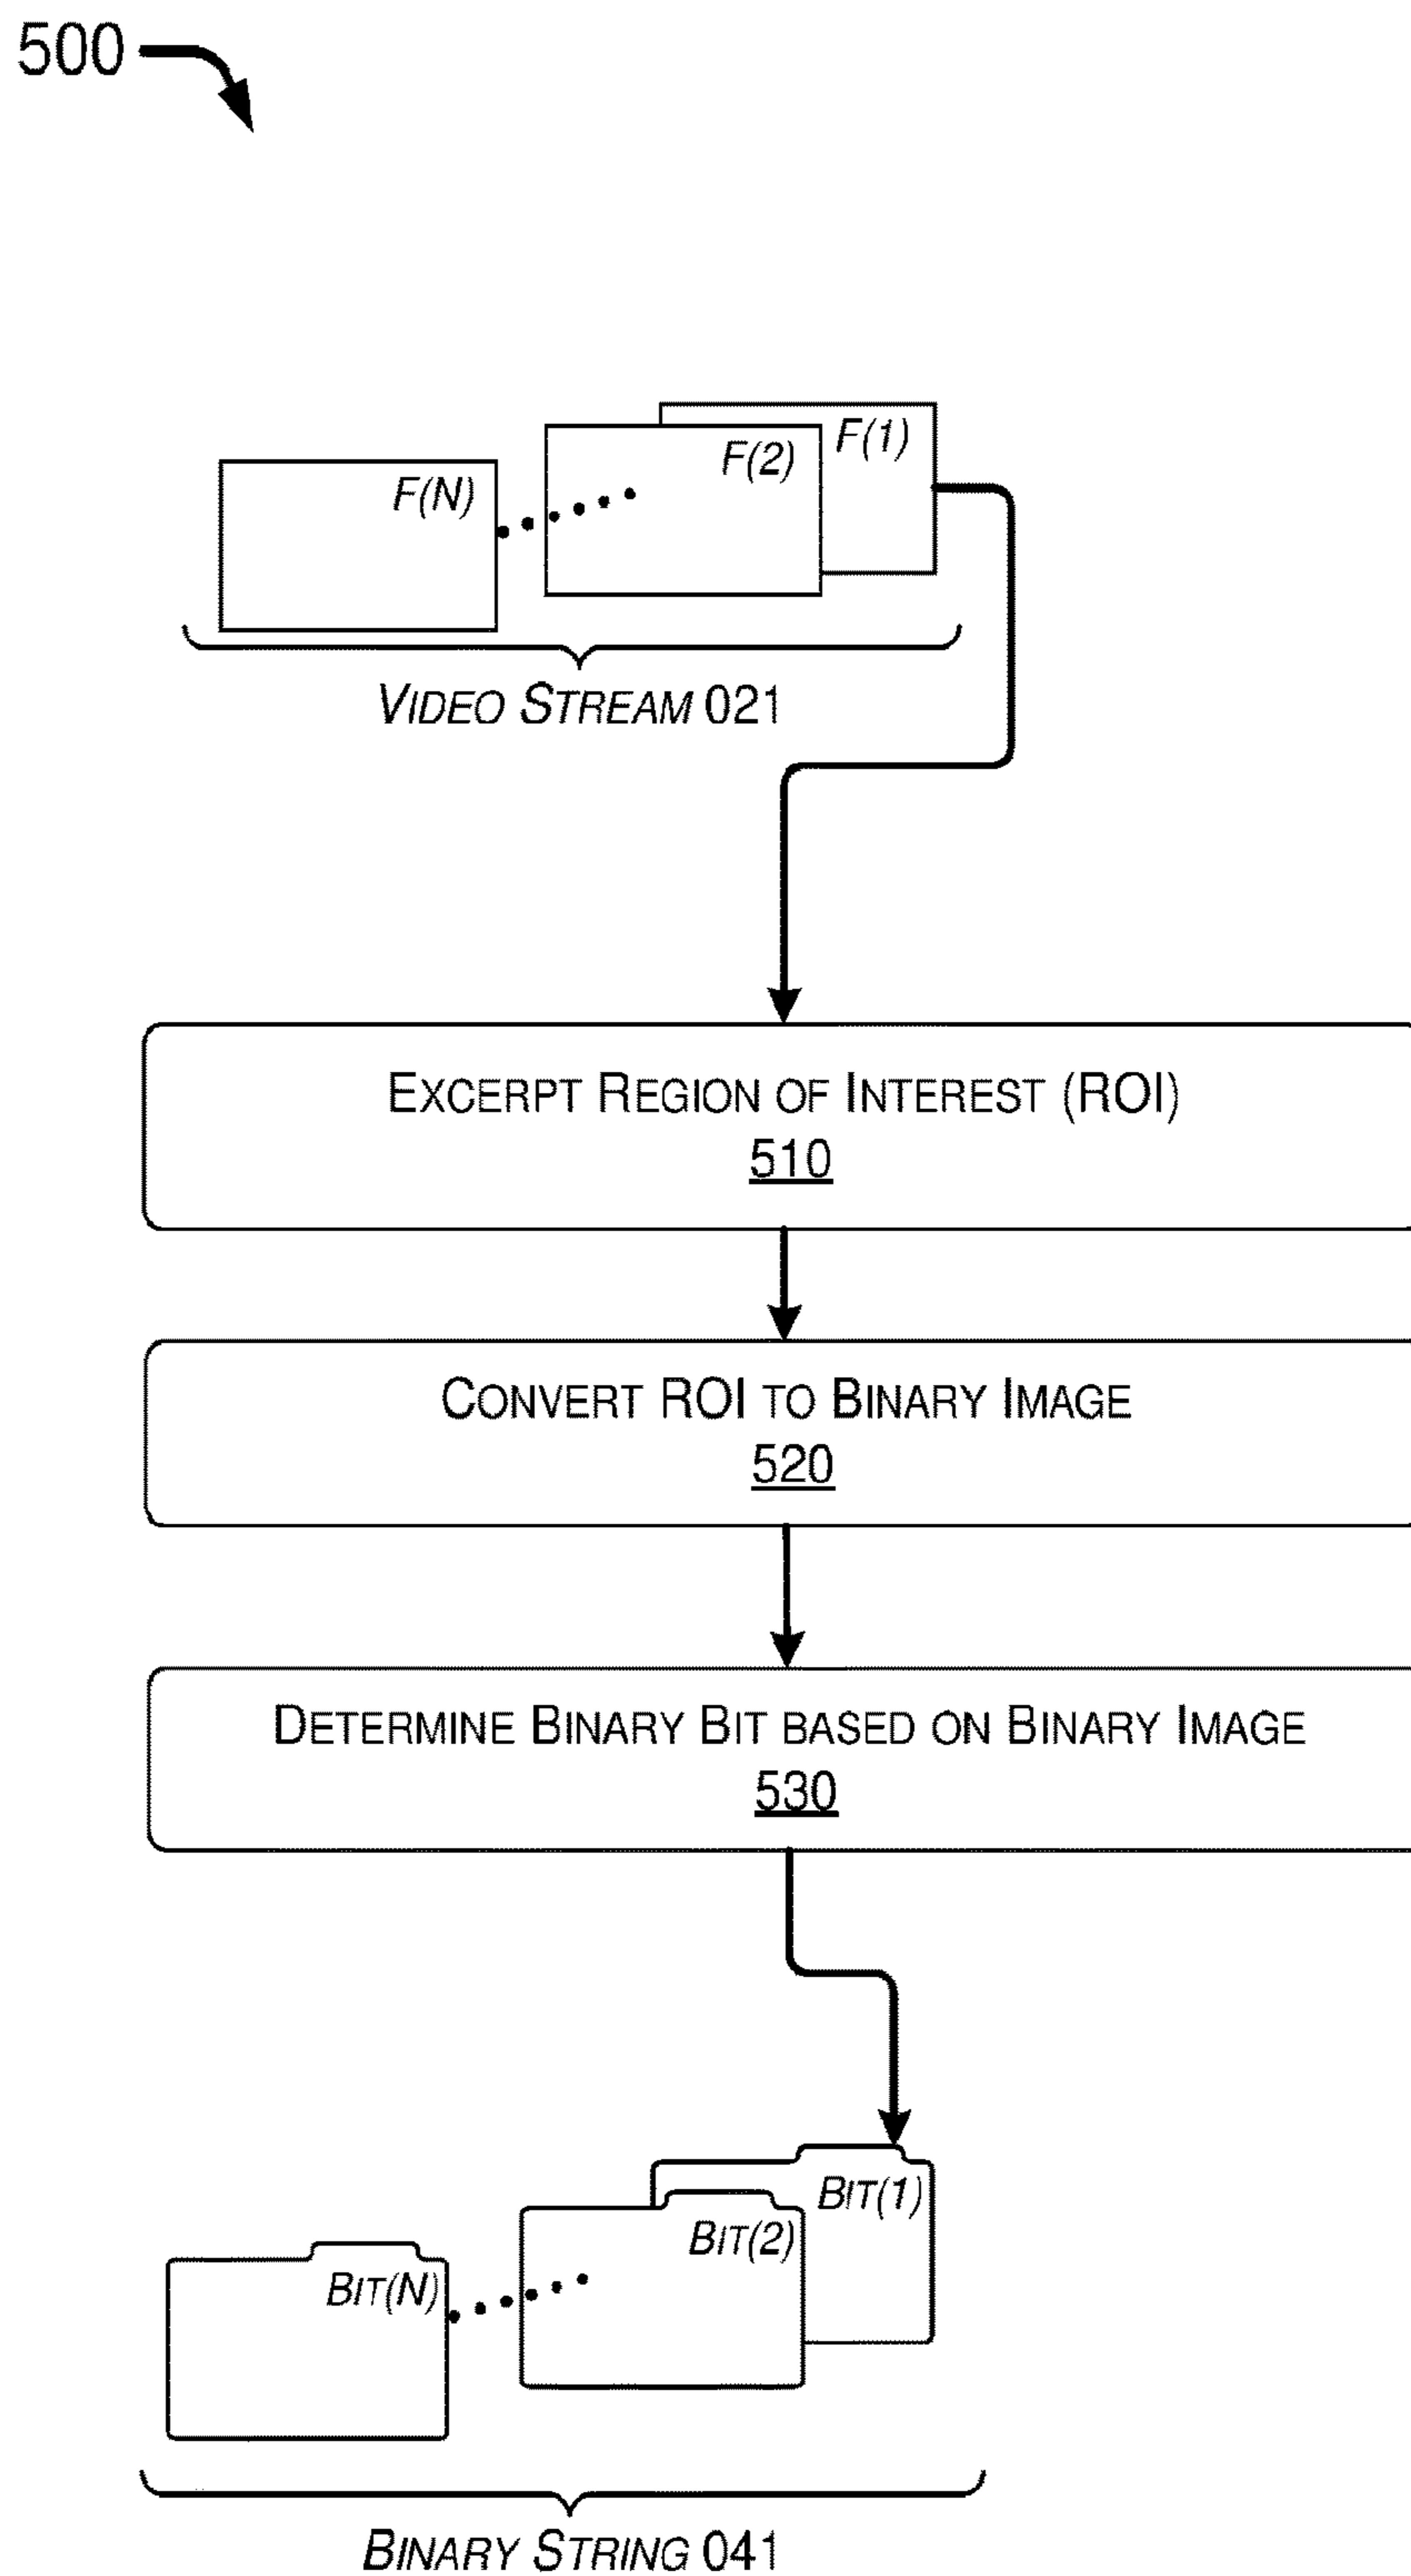 500
F(1)
F(2)
F(N)
VIDEO STREAM 021
EXCERPT REGION OF INTEREST (ROI)
510
CONVERT ROI TO BINARY IMAGE
520
DETERMINE BINARY BIT BASED ON BINARY IMAGE
530
BIT(1)
BIT(2)
BIT(N)
BINARY STRING 041